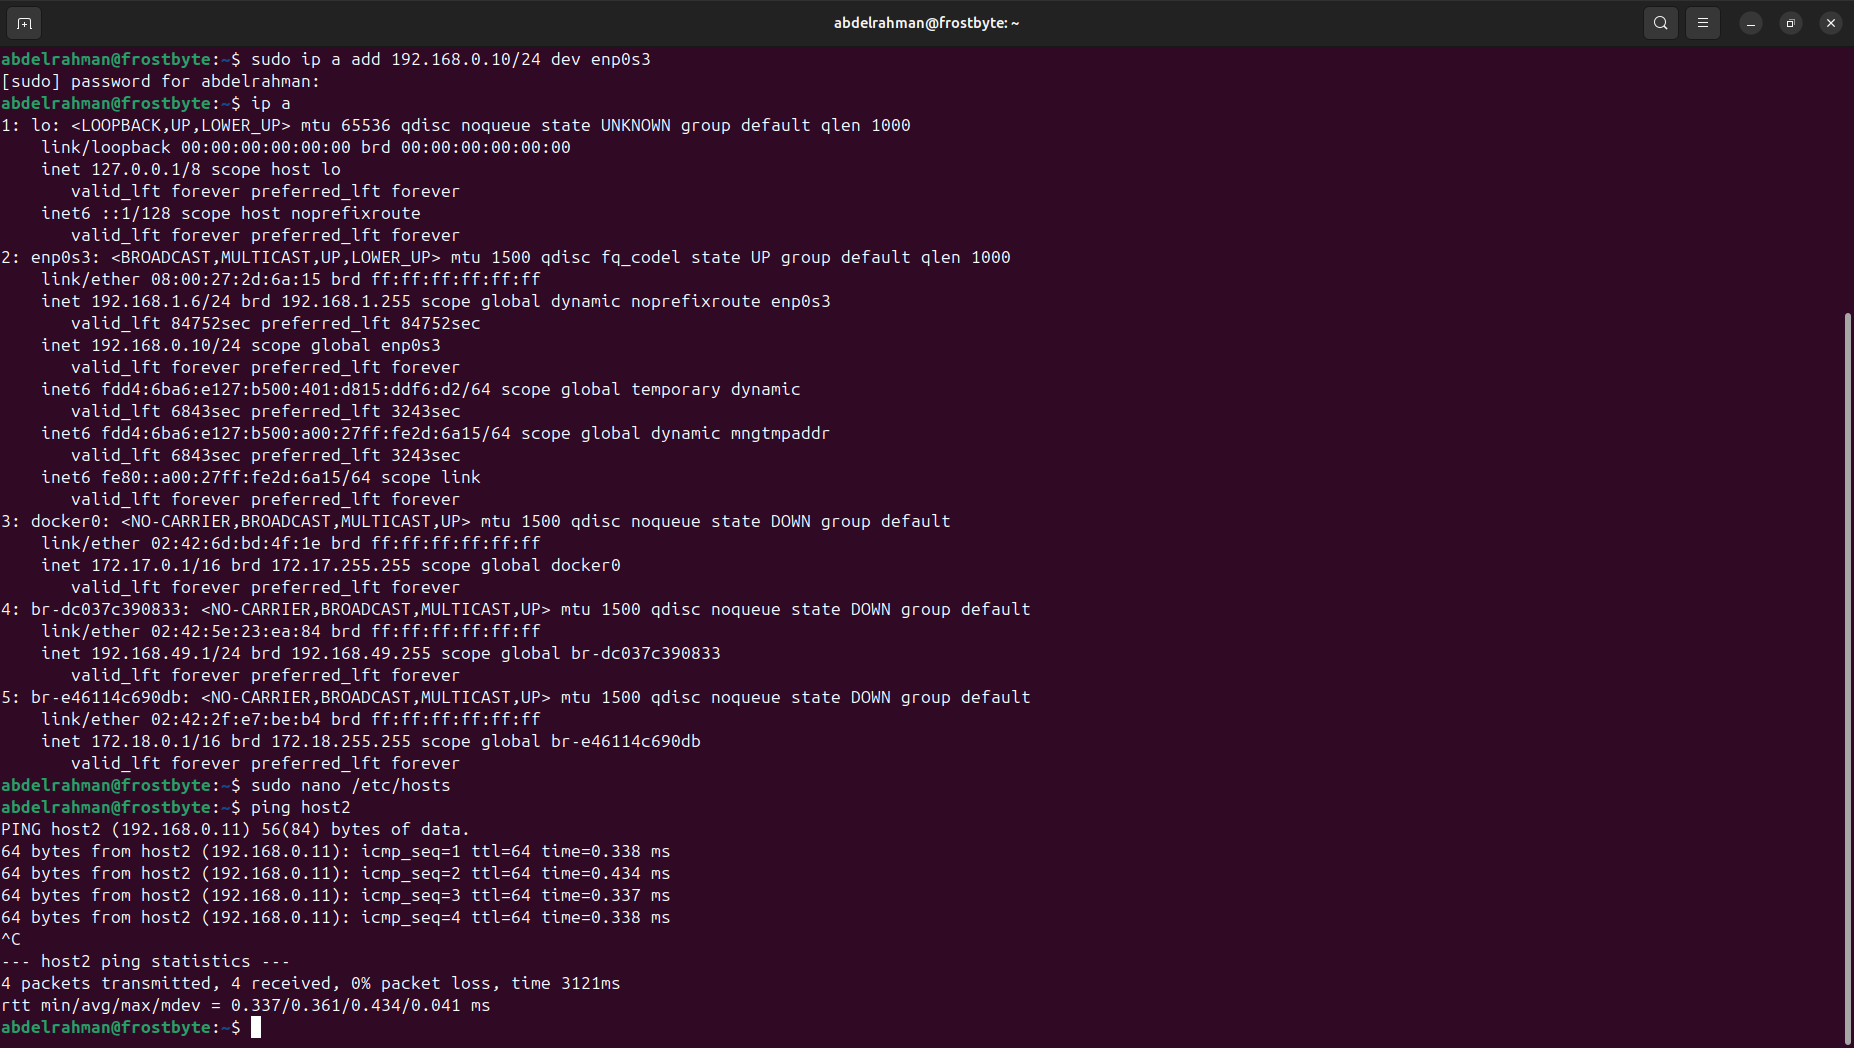 abdelrahman@frostbyte: ~
abdelrahman@frostbyte:~$ sudo ip a add 192.168.0.10/24 dev enp0s3
[sudo] password for abdelrahman:
abdelrahman@frostbyte:~$ ip a
1: lo: <LOOPBACK,UP,LOWER_UP> mtu 65536 qdisc noqueue state UNKNOWN group default qlen 1000
    link/loopback 00:00:00:00:00:00 brd 00:00:00:00:00:00
    inet 127.0.0.1/8 scope host lo
       valid_lft forever preferred_lft forever
    inet6 ::1/128 scope host noprefixroute
       valid_lft forever preferred_lft forever
2: enp0s3: <BROADCAST,MULTICAST,UP,LOWER_UP> mtu 1500 qdisc fq_codel state UP group default qlen 1000
    link/ether 08:00:27:2d:6a:15 brd ff:ff:ff:ff:ff:ff
    inet 192.168.1.6/24 brd 192.168.1.255 scope global dynamic noprefixroute enp0s3
       valid_lft 84752sec preferred_lft 84752sec
    inet 192.168.0.10/24 scope global enp0s3
       valid_lft forever preferred_lft forever
    inet6 fdd4:6ba6:e127:b500:401:d815:ddf6:d2/64 scope global temporary dynamic
       valid_lft 6843sec preferred_lft 3243sec
    inet6 fdd4:6ba6:e127:b500:a00:27ff:fe2d:6a15/64 scope global dynamic mngtmpaddr
       valid_lft 6843sec preferred_lft 3243sec
    inet6 fe80::a00:27ff:fe2d:6a15/64 scope link
       valid_lft forever preferred_lft forever
3: docker0: <NO-CARRIER,BROADCAST,MULTICAST,UP> mtu 1500 qdisc noqueue state DOWN group default
    link/ether 02:42:6d:bd:4f:1e brd ff:ff:ff:ff:ff:ff
    inet 172.17.0.1/16 brd 172.17.255.255 scope global docker0
       valid_lft forever preferred_lft forever
4: br-dc037c390833: <NO-CARRIER,BROADCAST,MULTICAST,UP> mtu 1500 qdisc noqueue state DOWN group default
    link/ether 02:42:5e:23:ea:84 brd ff:ff:ff:ff:ff:ff
    inet 192.168.49.1/24 brd 192.168.49.255 scope global br-dc037c390833
       valid_lft forever preferred_lft forever
5: br-e46114c690db: <NO-CARRIER,BROADCAST,MULTICAST,UP> mtu 1500 qdisc noqueue state DOWN group default
    link/ether 02:42:2f:e7:be:b4 brd ff:ff:ff:ff:ff:ff
    inet 172.18.0.1/16 brd 172.18.255.255 scope global br-e46114c690db
       valid_lft forever preferred_lft forever
abdelrahman@frostbyte:~$ sudo nano /etc/hosts
abdelrahman@frostbyte:~$ ping host2
PING host2 (192.168.0.11) 56(84) bytes of data.
64 bytes from host2 (192.168.0.11): icmp_seq=1 ttl=64 time=0.338 ms
64 bytes from host2 (192.168.0.11): icmp_seq=2 ttl=64 time=0.434 ms
64 bytes from host2 (192.168.0.11): icmp_seq=3 ttl=64 time=0.337 ms
64 bytes from host2 (192.168.0.11): icmp_seq=4 ttl=64 time=0.338 ms
^C
--- host2 ping statistics ---
4 packets transmitted, 4 received, 0% packet loss, time 3121ms
rtt min/avg/max/mdev = 0.337/0.361/0.434/0.041 ms
abdelrahman@frostbyte:~$